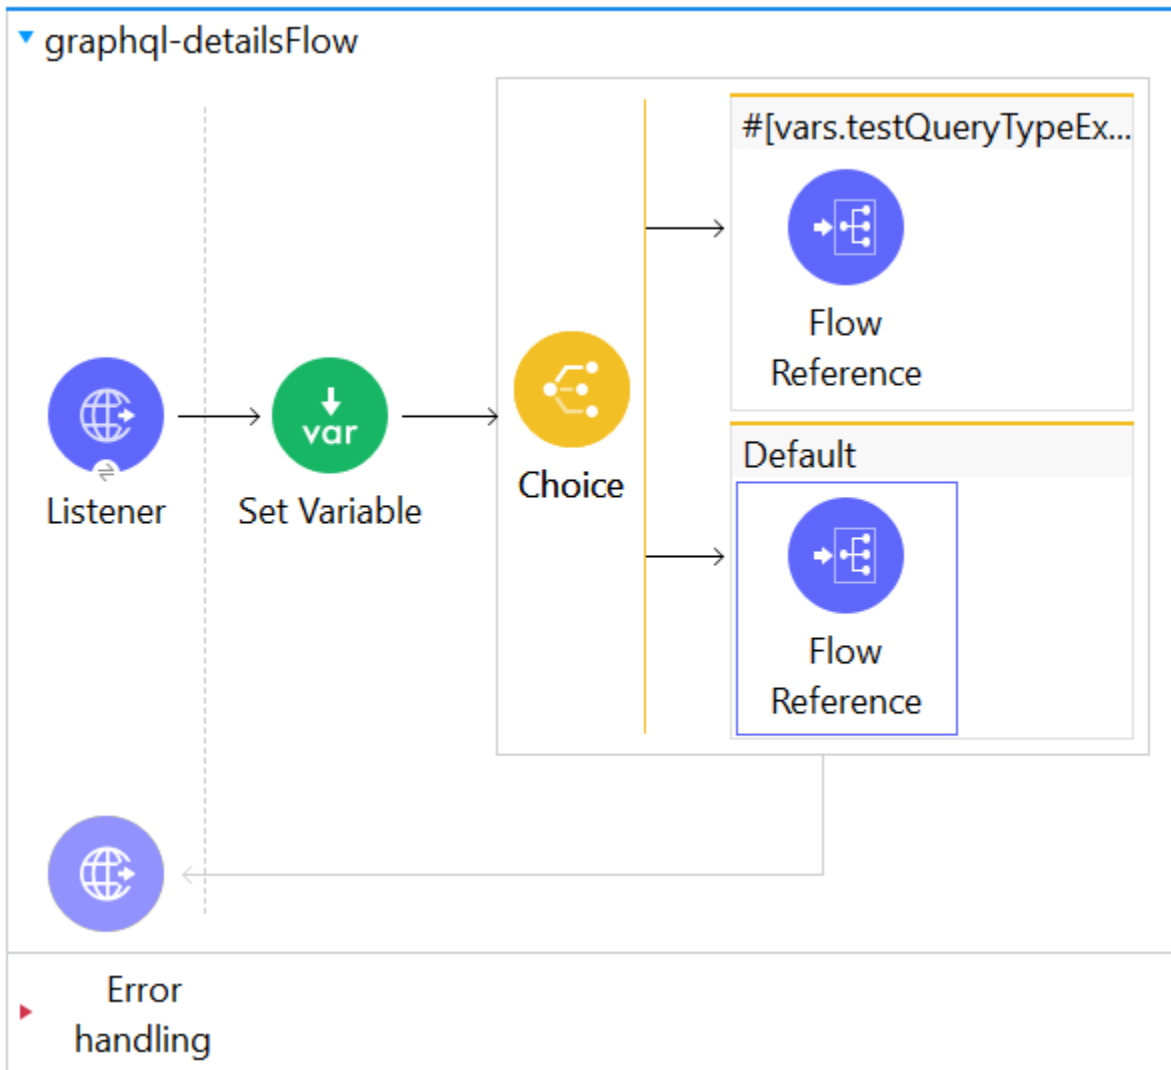 graphql-detailsFlow
#[vars.testQueryTypeEx...
Flow
Reference
Listener
var
Set Variable
Choice
Default
Flow
Reference
Error
handling